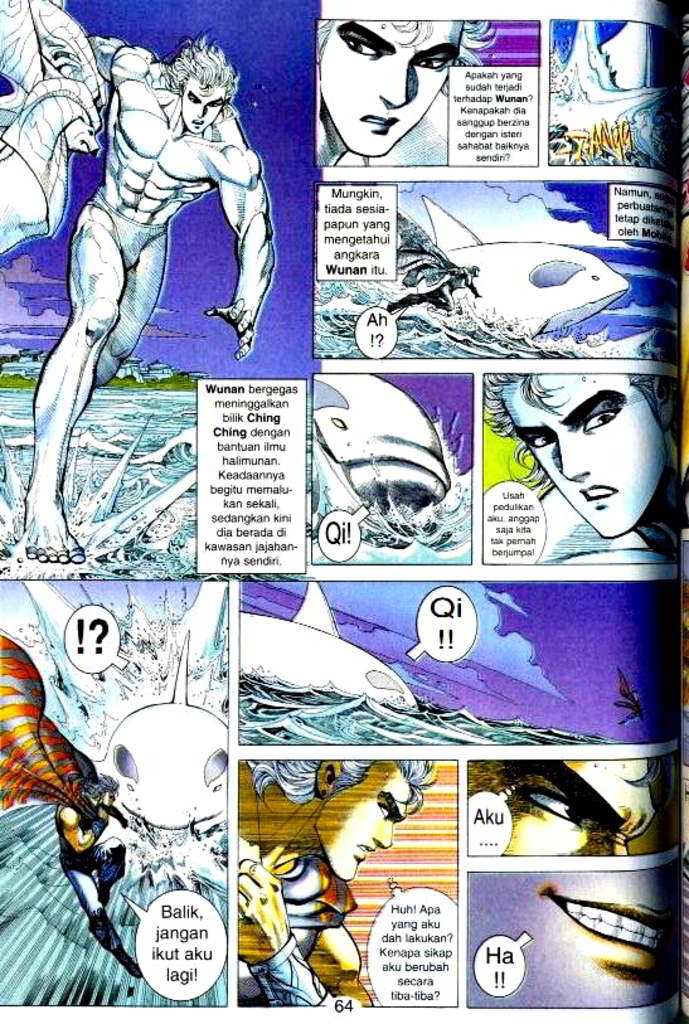 Apakah yang
sudah terjadi
terhadap Wunan?
Kenapakah dia
sanggup berzina
dengan isteri
sahabat baiknya
sendiri?
Mungkin,
tiada sesia-
papun yang
mengetahui
angkara
Wunan itu.
Namun,
perbuata
tetap dike
oleh
Ah
!?
Wunan bergegas
meninggalkan
bilik Ching
Ching dengan
bantuan ilmu
halimunan.
Keadaannya
begitu memalu-
kan sekali,
sedangkan kini
dia berada di
kawasan jajahan-
nya sendiri.
Qi!
Usah
pedulikan
aku, anggap
saja kita
tak pernah
berjumpa!
!?
Balik,
jangan
ikut aku
lagi!
Qi
!!
Huh! Apa
yang aku
dah lakukan?
Kenapa sikap
aku berubah
secara
tiba-tiba?
Aku
....
Ha
!!
64